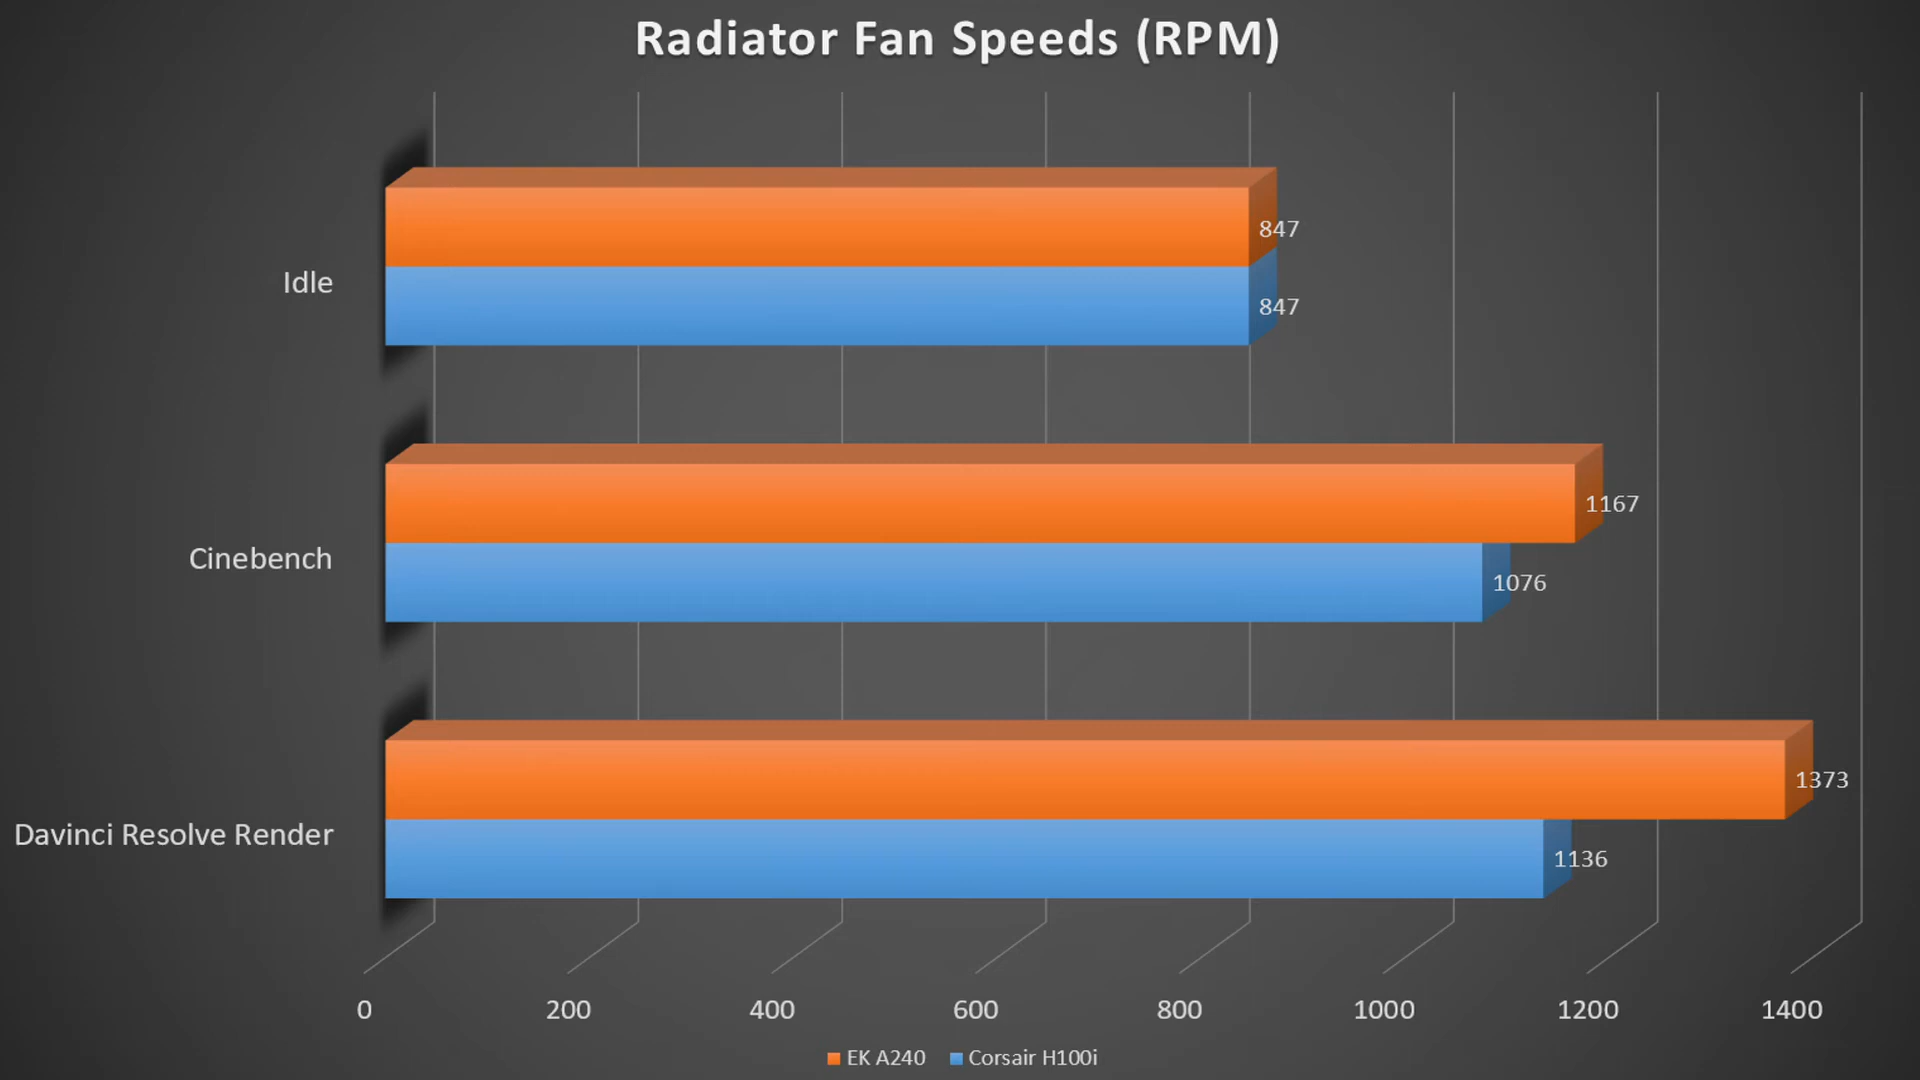 Radiator Fan Speeds (RPM)
847
Idle
847
1167
Cinebench
1076
1373
Davinci Resolve Render
1136
0 200 400 600 800 1000 1200 1400
EK A240 Corsair H100i